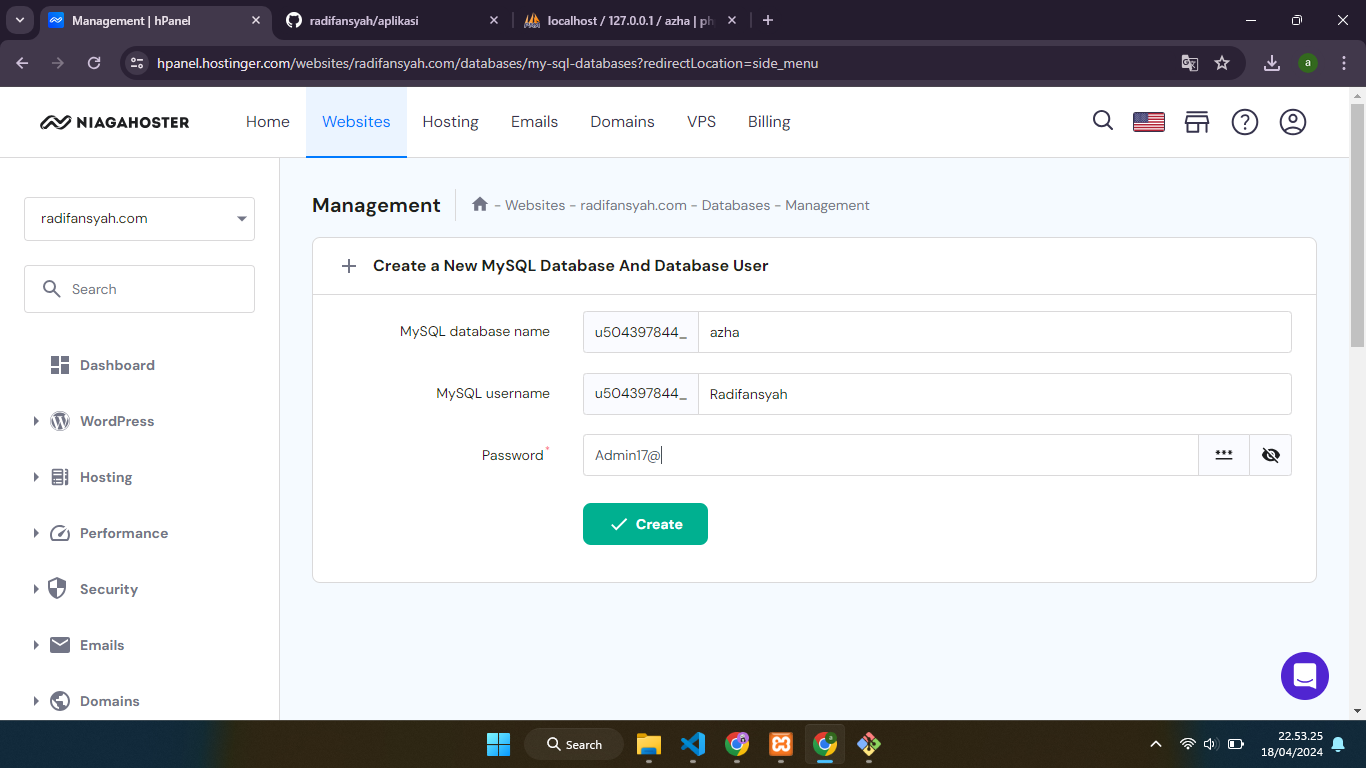 Management | hPanel
radifansyah/aplikasi
localhost / 127.0.0.1 / azha | ph
hpanel.hostinger.com/websites/radifansyah.com/databases/my-sql-databases?redirectLocation=side_menu
a
NIAGAHOSTER
Home
Websites
Hosting
Emails
Domains
VPS
Billing
radifansyah.com
Search
Dashboard
WordPress
Hosting
Performance
Security
Emails
Domains
Management
- Websites - radifansyah.com - Databases - Management
Create a New MySQL Database And Database User
MySQL database name
u504397844_
azha
MySQL username
u504397844_
Radifansyah
Password*
Admin17@
***
Create
Search
22.53.25
18/04/2024